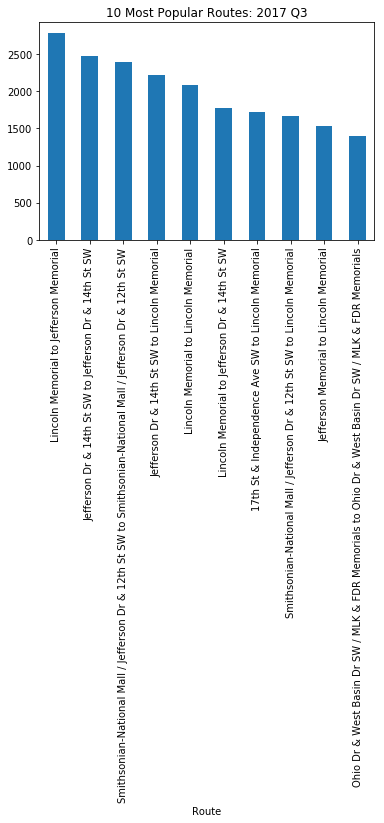 10 Most Popular Routes: 2017 Q3
2500
2000
1500
1000
500
0
Lincoln Memorial to Jefferson Memorial
Jefferson Dr & 14th St SW to Jefferson Dr & 14th St SW
Smithsonian-National Mall / Jefferson Dr & 12th St SW to Smithsonian-National Mall / Jefferson Dr & 12th St SW
Jefferson Dr & 14th St SW to Lincoln Memorial
Lincoln Memorial to Lincoln Memorial
Lincoln Memorial to Jefferson Dr & 14th St SW
17th St & Independence Ave SW to Lincoln Memorial
Smithsonian-National Mall / Jefferson Dr & 12th St SW to Lincoln Memorial
Jefferson Memorial to Lincoln Memorial
Ohio Dr & West Basin Dr SW / MLK & FDR Memorials to Ohio Dr & West Basin Dr SW / MLK & FDR Memorials
Route